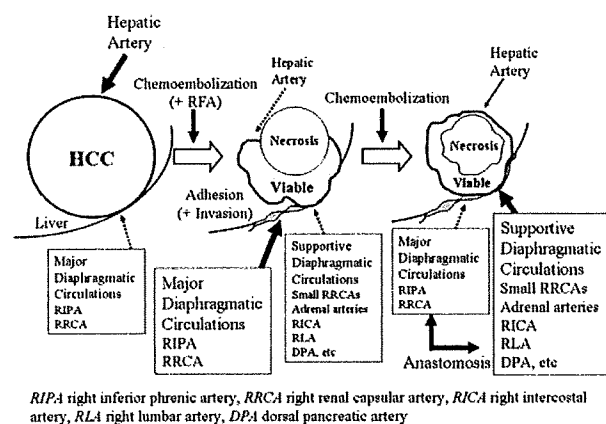 Hepatic
Artery
Chemoembolization
(+ RFA)
Hepatic
Artery
Chemoembolization
Hepatic
Artery
HCC
Necrosis
Viable
Necrosis
Viable
Liver
Adhesion
(+ Invasion)
Major
Diaphragmatic
Circulations
RIPA
RRCA
Major
Diaphragmatic
Circulations
RIPA
RRCA
Supportive
Diaphragmatic
Circulations
Small RRCAs
Adrenal arteries
RICA
RLA
DPA, etc
Major
Diaphragmatic
Circulations
RIPA
RRCA
Supportive
Diaphragmatic
Circulations
Small RRCAs
Adrenal arteries
RICA
RLA
DPA, etc
Anastomosis
RIPA right inferior phrenic artery, RRCA right renal capsular artery, RICA right intercostal
artery, RLA right lumbar artery, DPA dorsal pancreatic artery